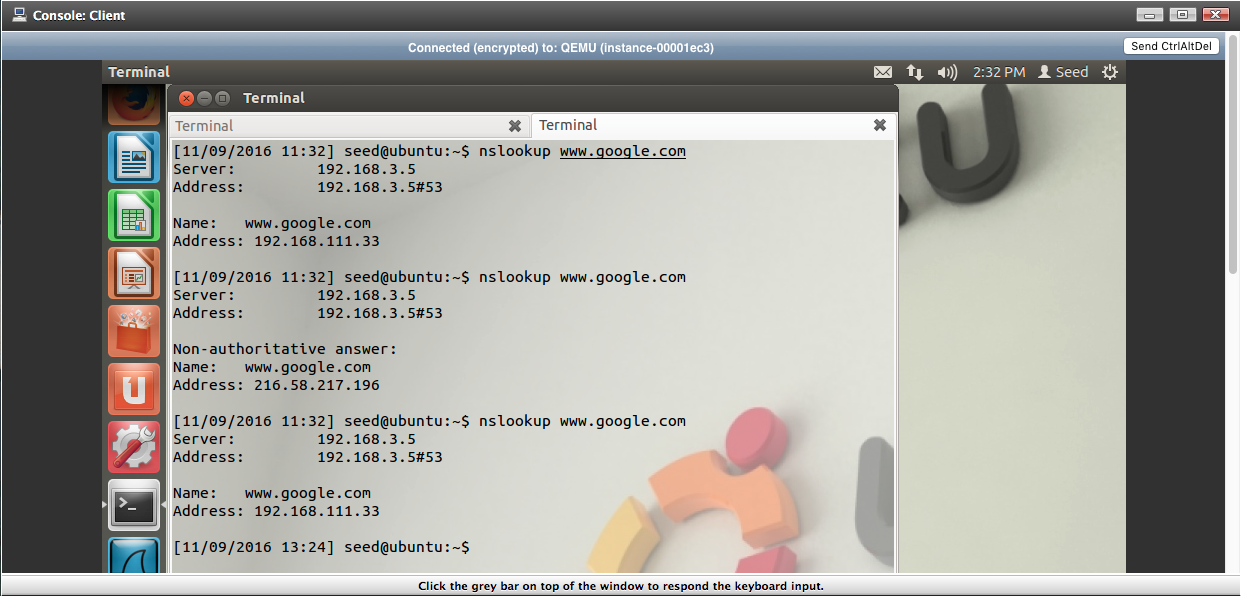 Console: Client
Connected (encrypted) to: QEMU (instance-00001ec3)
Send CtrlAltDel
Terminal
2:32 PM Seed
Terminal
Terminal
Terminal
[11/09/2016 11:32] seed@ubuntu:~$ nslookup www.google.com
Server: 192.168.3.5
Address: 192.168.3.5#53
Name: www.google.com
Address: 192.168.111.33
[11/09/2016 11:32] seed@ubuntu:~$ nslookup www.google.com
Server: 192.168.3.5
Address: 192.168.3.5#53
Non-authoritative answer:
Name: www.google.com
Address: 216.58.217.196
[11/09/2016 11:32] seed@ubuntu:~$ nslookup www.google.com
Server: 192.168.3.5
Address: 192.168.3.5#53
Name: www.google.com
Address: 192.168.111.33
[11/09/2016 13:24] seed@ubuntu:~$
Click the grey bar on top of the window to respond the keyboard input.